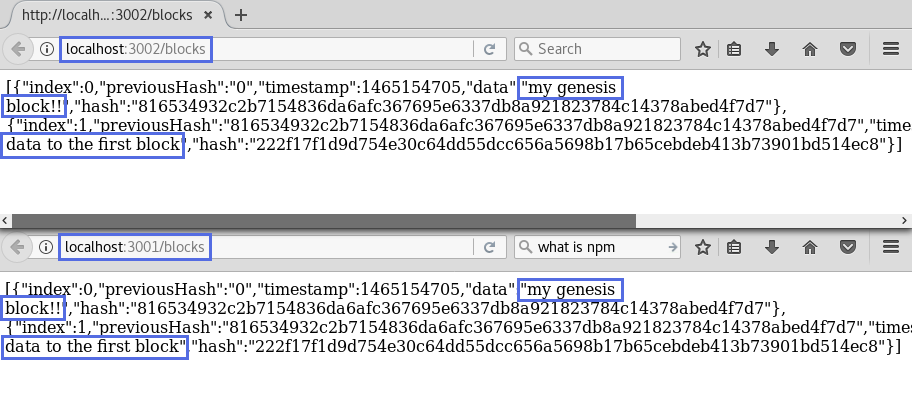 http://localh...:3002/blocks
localhost:3002/blocks
Search
[{"index":0,"previousHash":"0","timestamp":1465154705,"data":"my genesis
block!!","hash":"816534932c2b7154836da6afc367695e6337db8a921823784c14378abed4f7d7"},
{"index":1,"previousHash":"816534932c2b7154836da6afc367695e6337db8a921823784c14378abed4f7d7","times
data to the first block","hash":"222f17f1d9d754e30c64dd55dcc656a5698b17b65cebdeb413b73901bd514ec8"}]
localhost:3001/blocks
what is npm
[{"index":0,"previousHash":"0","timestamp":1465154705,"data":"my genesis
block!!","hash":"816534932c2b7154836da6afc367695e6337db8a921823784c14378abed4f7d7"},
{"index":1,"previousHash":"816534932c2b7154836da6afc367695e6337db8a921823784c14378abed4f7d7","times
data to the first block","hash":"222f17f1d9d754e30c64dd55dcc656a5698b17b65cebdeb413b73901bd514ec8"}]